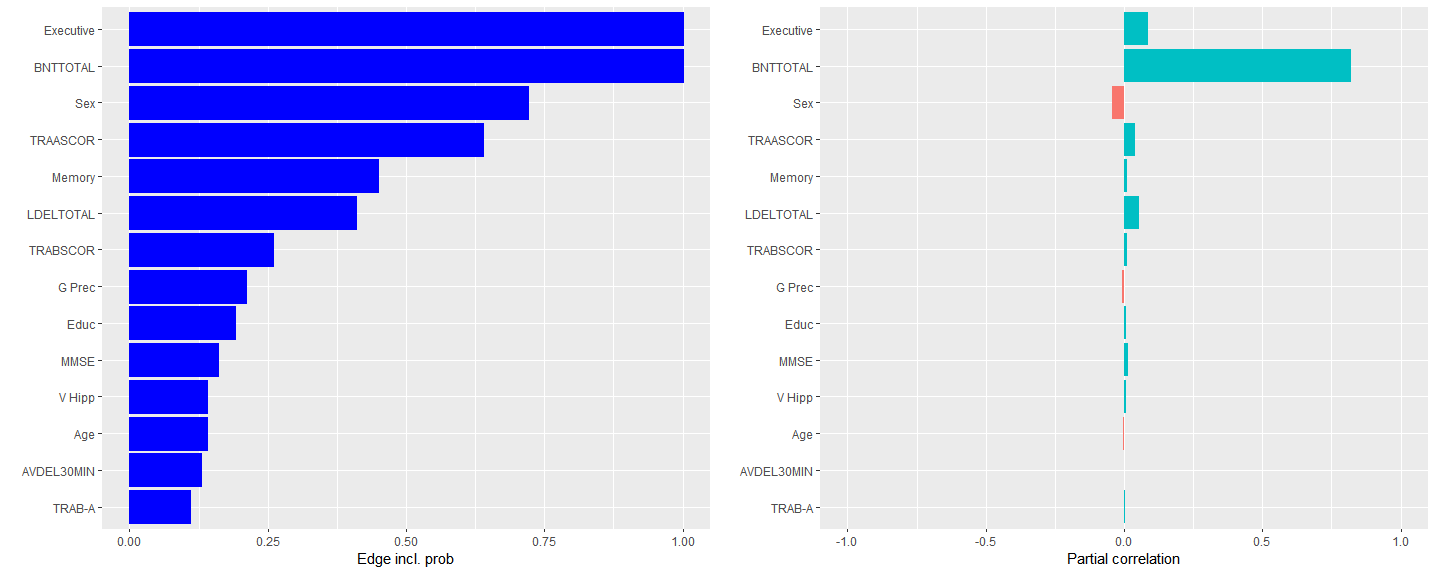 Executive
BNTTOTAL
Sex
TRAASCOR
Memory
LDELTOTAL
TRABSCOR
G Prec
Educ
MMSE
V Hipp
Age
AVDEL30MIN
TRAB-A
0.00 0.25 0.50 0.75 1.00
Edge incl. prob
Executive
BNTTOTAL
Sex
TRAASCOR
Memory
LDELTOTAL
TRABSCOR
G Prec
Educ
MMSE
V Hipp
Age
AVDEL30MIN
TRAB-A
-1.0 -0.5 0.0 0.5 1.0
Partial correlation